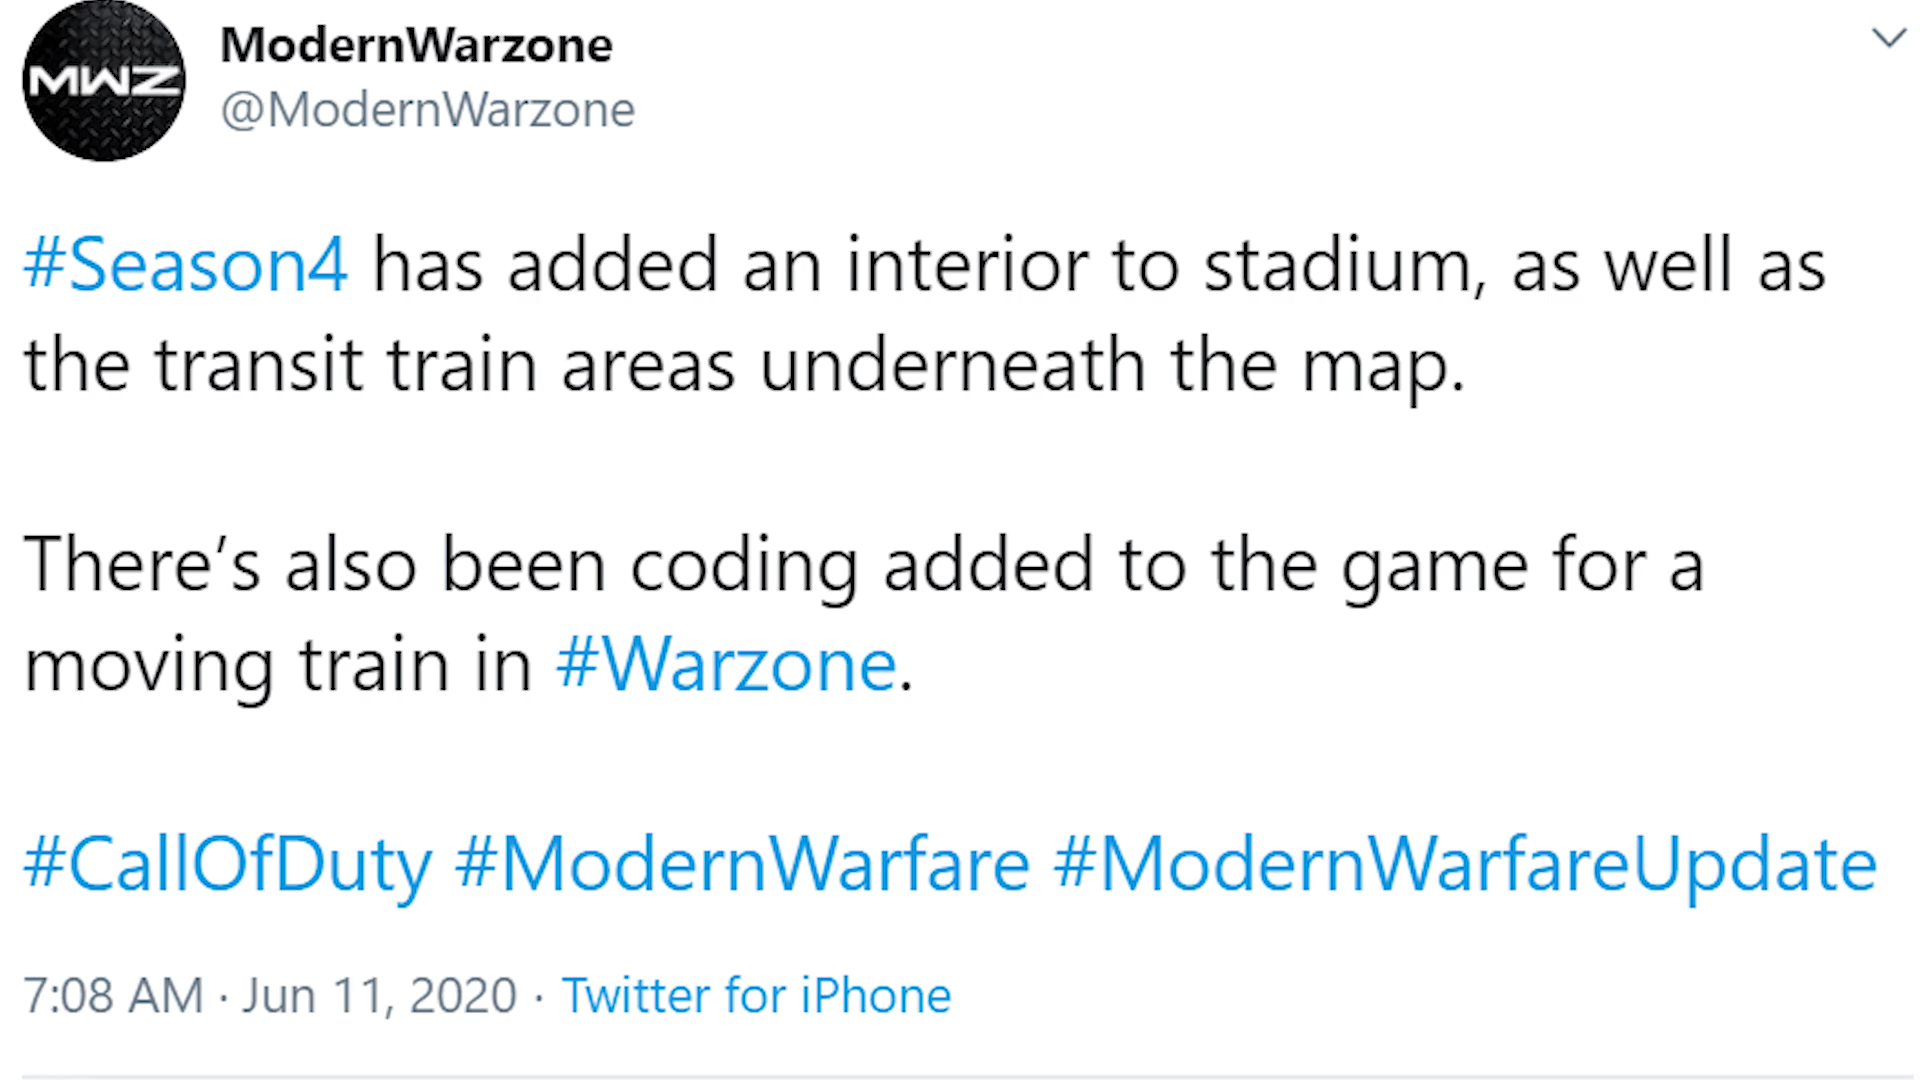 MWZ
ModernWarzone
@ModernWarzone
#Season4 has added an interior to stadium, as well as
the transit train areas underneath the map.
There’s also been coding added to the game for a
moving train in #Warzone.
#CallOfDuty #ModernWarfare #ModernWarfareUpdate
7:08 AM · Jun 11, 2020 · Twitter for iPhone